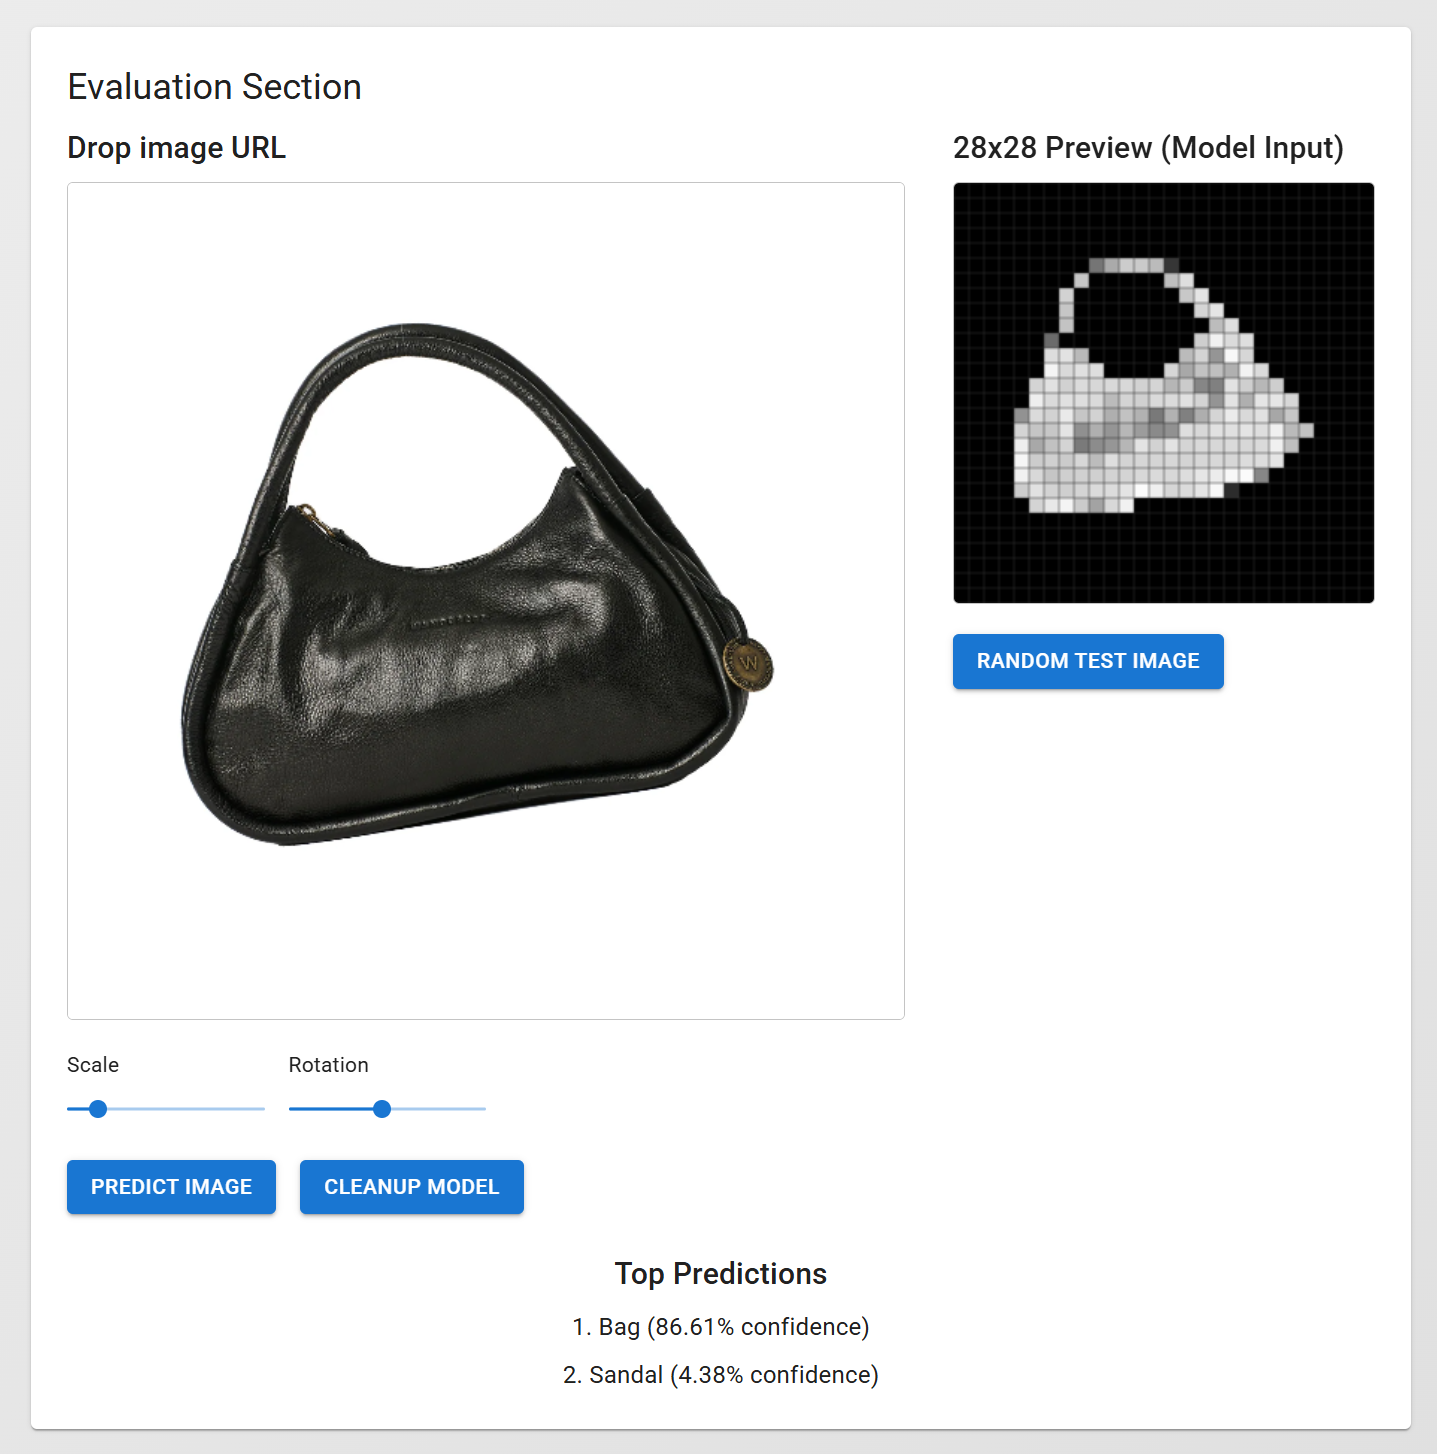 Evaluation Section
Drop image URL
28x28 Preview (Model Input)
W
RANDOM TEST IMAGE
Scale
Rotation
PREDICT IMAGE
CLEANUP MODEL
Top Predictions
1. Bag (86.61% confidence)
2. Sandal (4.38% confidence)